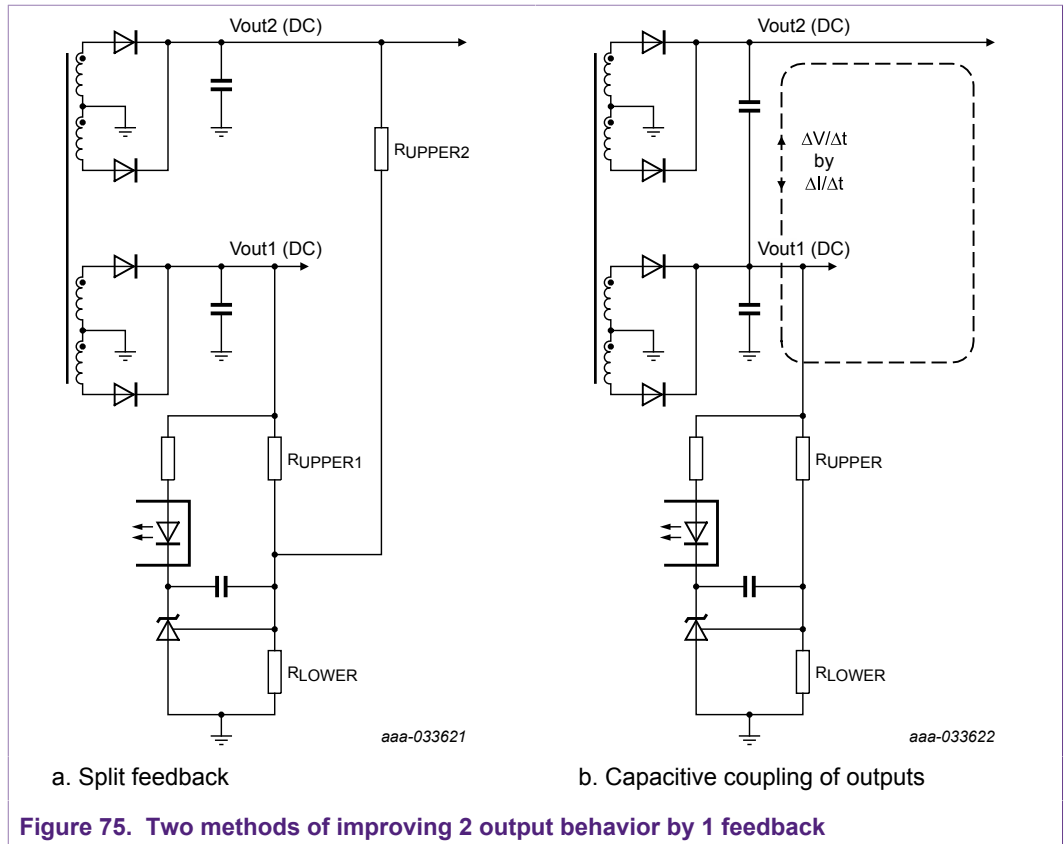 Vout2 (DC)
RUPPER2
Vout1 (DC)
RUPPER1
RLOWER
aaa-033621
a. Split feedback
Vout2 (DC)
ΔV/Δt
by
ΔI/Δt
Vout1 (DC)
RUPPER
RLOWER
aaa-033622
b. Capacitive coupling of outputs
Figure 75. Two methods of improving 2 output behavior by 1 feedback